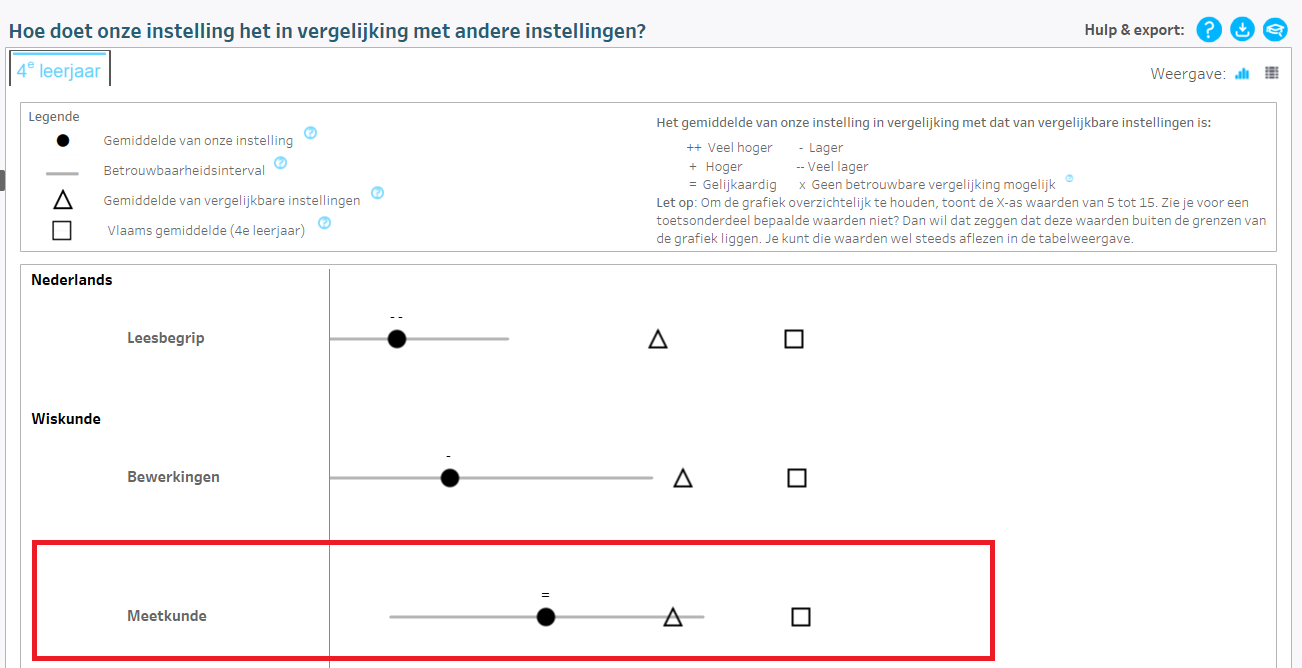 Hoe doet onze instelling het in vergelijking met andere instellingen?
Hulp & export:
4e leerjaar
Weergave:
Legende
Gemiddelde van onze instelling
Betrouwbaarheidsinterval
Gemiddelde van vergelijkbare instellingen
Vlaams gemiddelde (4e leerjaar)
Het gemiddelde van onze instelling in vergelijking met dat van vergelijkbare instellingen is:
++ Veel hoger - Lager
+ Hoger -- Veel lager
= Gelijkaardig x Geen betrouwbare vergelijking mogelijk
Let op: Om de grafiek overzichtelijk te houden, toont de X-as waarden van 5 tot 15. Zie je voor een
toetsonderdeel bepaalde waarden niet? Dan wil dat zeggen dat deze waarden buiten de grenzen van
de grafiek liggen. Je kunt die waarden wel steeds aflezen in de tabelweergave.
Nederlands
--
Leesbegrip
Wiskunde
-
Bewerkingen
=
Meetkunde